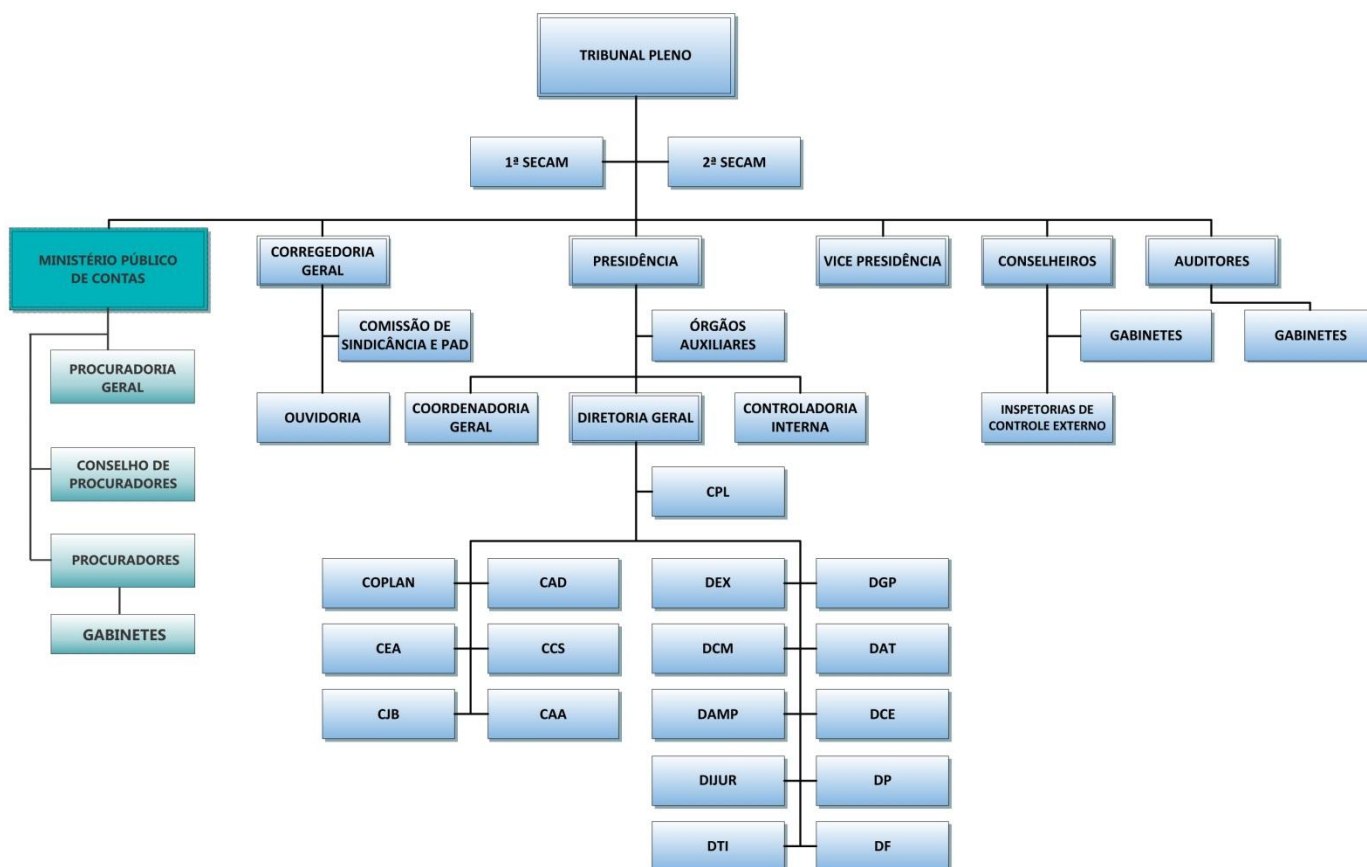 TRIBUNAL PLENO
1ª SECAM
2ª SECAM
MINISTÉRIO PÚBLICO
DE CONTAS
CORREGEDORIA
GERAL
PRESIDÊNCIA
VICE PRESIDÊNCIA
CONSELHEIROS
AUDITORES
COMISSÃO DE
SINDICÂNCIA E PAD
ÓRGÃOS
AUXILIARES
GABINETES
GABINETES
PROCURADORIA
GERAL
OUVIDORIA
COORDENADORIA
GERAL
DIRETORIA GERAL
CONTROLADORIA
INTERNA
INSPETORIAS DE
CONTROLE EXTERNO
CONSELHO DE
PROCURADORES
CPL
PROCURADORES
GABINETES
COPLAN
CAD
DEX
DGP
CEA
CCS
DCM
DAT
CJB
CAA
DAMP
DCE
DIJUR
DP
DTI
DF